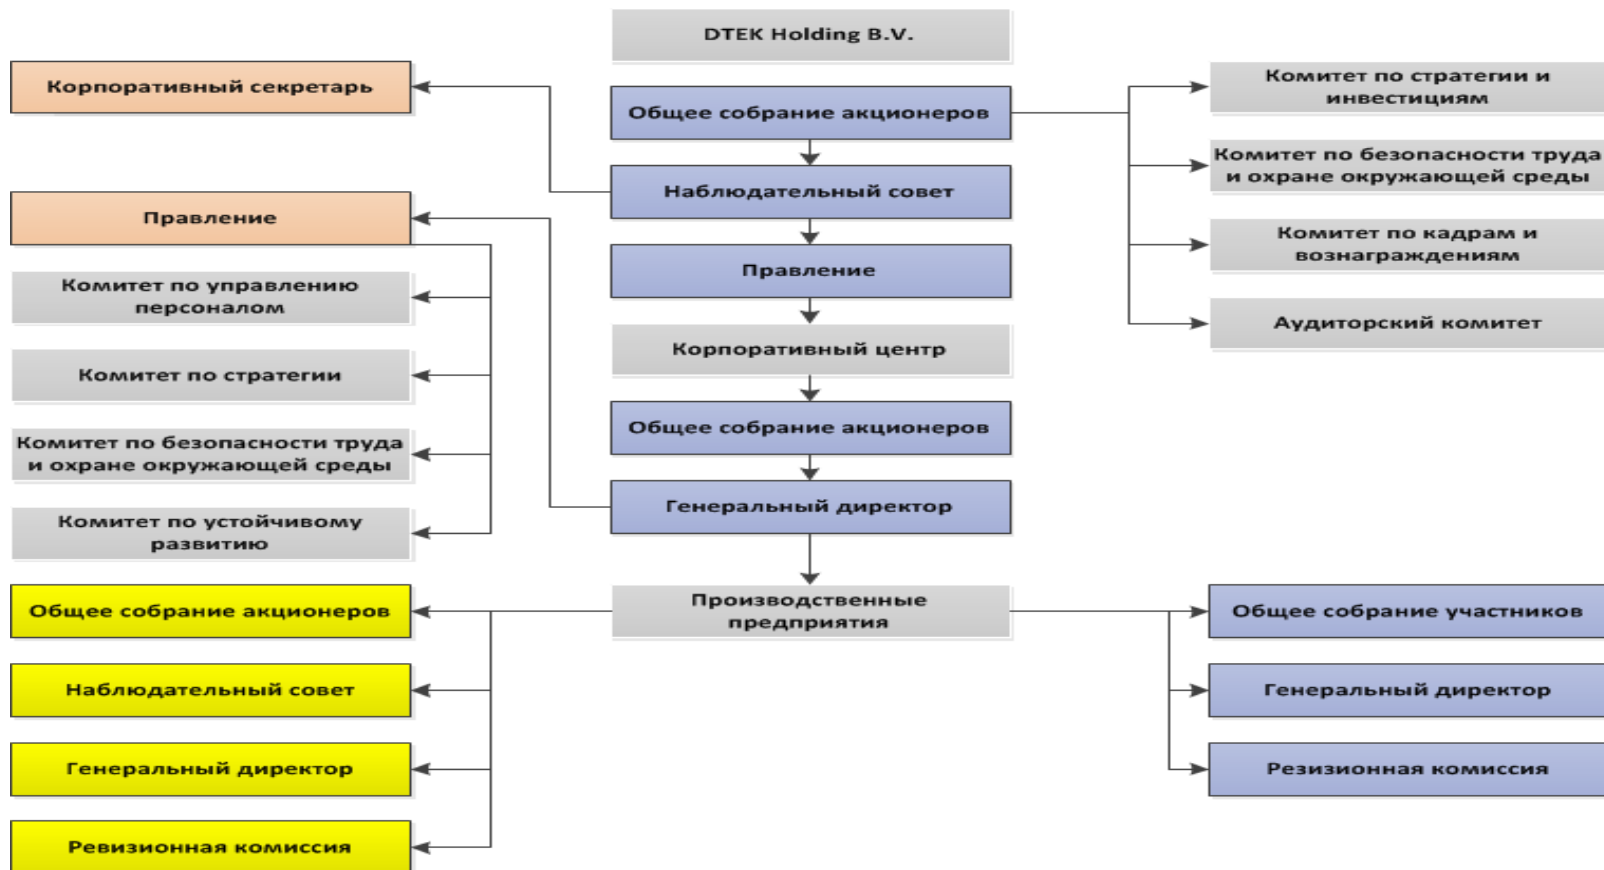 DTEK Holding B.V.
Корпоративный секретарь
Общее собрание акционеров
Комитет по стратегии и
инвестициям
Наблюдательный совет
Комитет по безопасности труда
и охране окружающей среды
Правление
Правление
Комитет по кадрам и
вознаграждениям
Комитет по управлению
персоналом
Корпоративный центр
Аудиторский комитет
Комитет по стратегии
Общее собрание акционеров
Комитет по безопасности труда
и охране окружающей среды
Генеральный директор
Комитет по устойчивому
развитию
Общее собрание акционеров
Производственные
предприятия
Общее собрание участников
Наблюдательный совет
Генеральный директор
Генеральный директор
Резизионная комиссия
Ревизионная комиссия